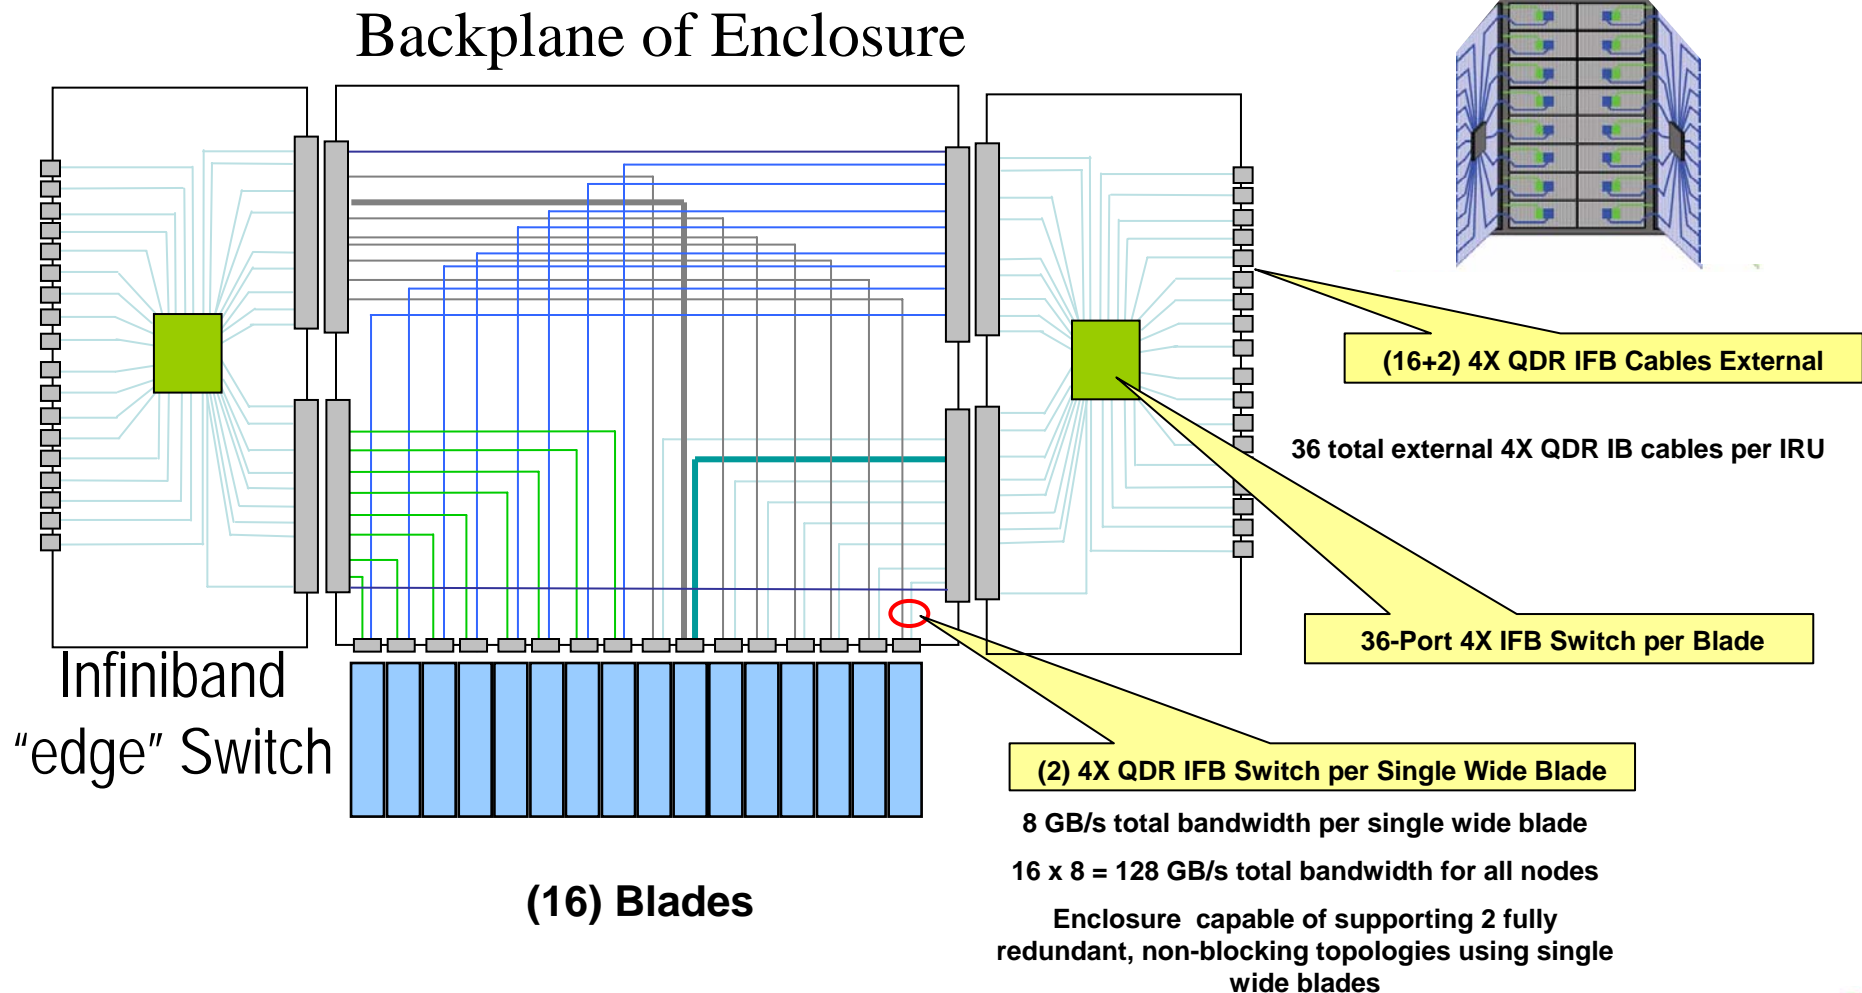 Backplane of Enclosure
(16+2) 4X QDR IFB Cables External
36 total external 4X QDR IB cables per IRU
36-Port 4X IFB Switch per Blade
Infiniband
“edge” Switch
(2) 4X QDR IFB Switch per Single Wide Blade
8 GB/s total bandwidth per single wide blade
16 x 8 = 128 GB/s total bandwidth for all nodes
(16) Blades
Enclosure capable of supporting 2 fully
redundant, non-blocking topologies using single
wide blades